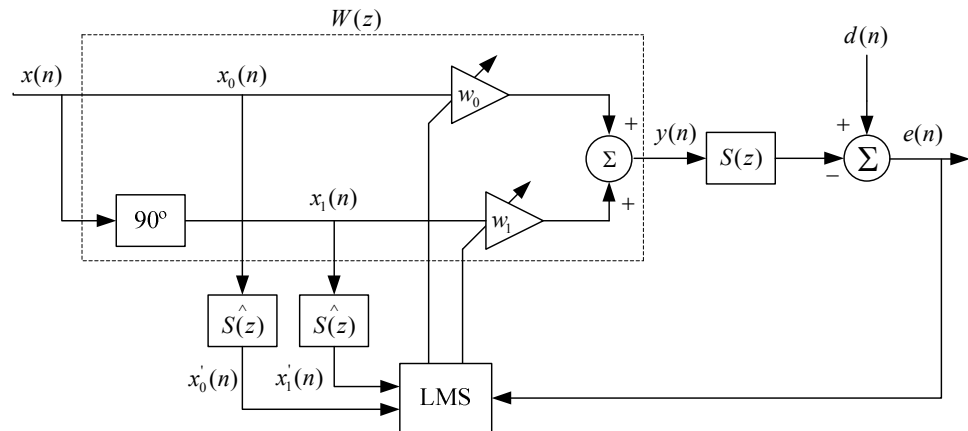 W(z)
d(n)
x(n)
x₀(n)
w₀
+
+
y(n)
e(n)
Σ
S(z)
Σ
−
x₁(n)
+
90°
w₁
^
S(z)
^
S(z)
x₀'(n)
x₁'(n)
LMS